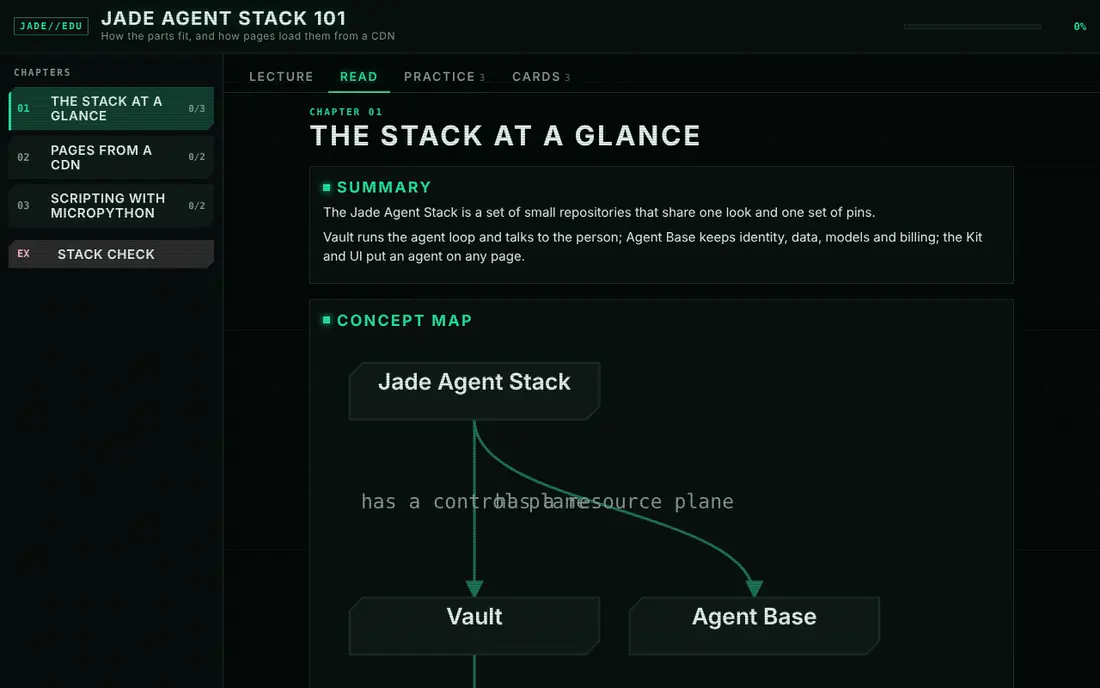 JADE//EDU
JADE AGENT STACK 101
How the parts fit, and how pages load them from a CDN
0%
CHAPTERS
01 THE STACK AT A GLANCE 0/3
02 PAGES FROM A CDN 0/2
03 SCRIPTING WITH MICROPYTHON 0/2
EX STACK CHECK
LECTURE READ PRACTICE 3 CARDS 3
CHAPTER 01
THE STACK AT A GLANCE
SUMMARY
The Jade Agent Stack is a set of small repositories that share one look and one set of pins.
Vault runs the agent loop and talks to the person; Agent Base keeps identity, data, models and billing; the Kit
and UI put an agent on any page.
CONCEPT MAP
Jade Agent Stack
has a control plane
has a resource plane
Vault
Agent Base